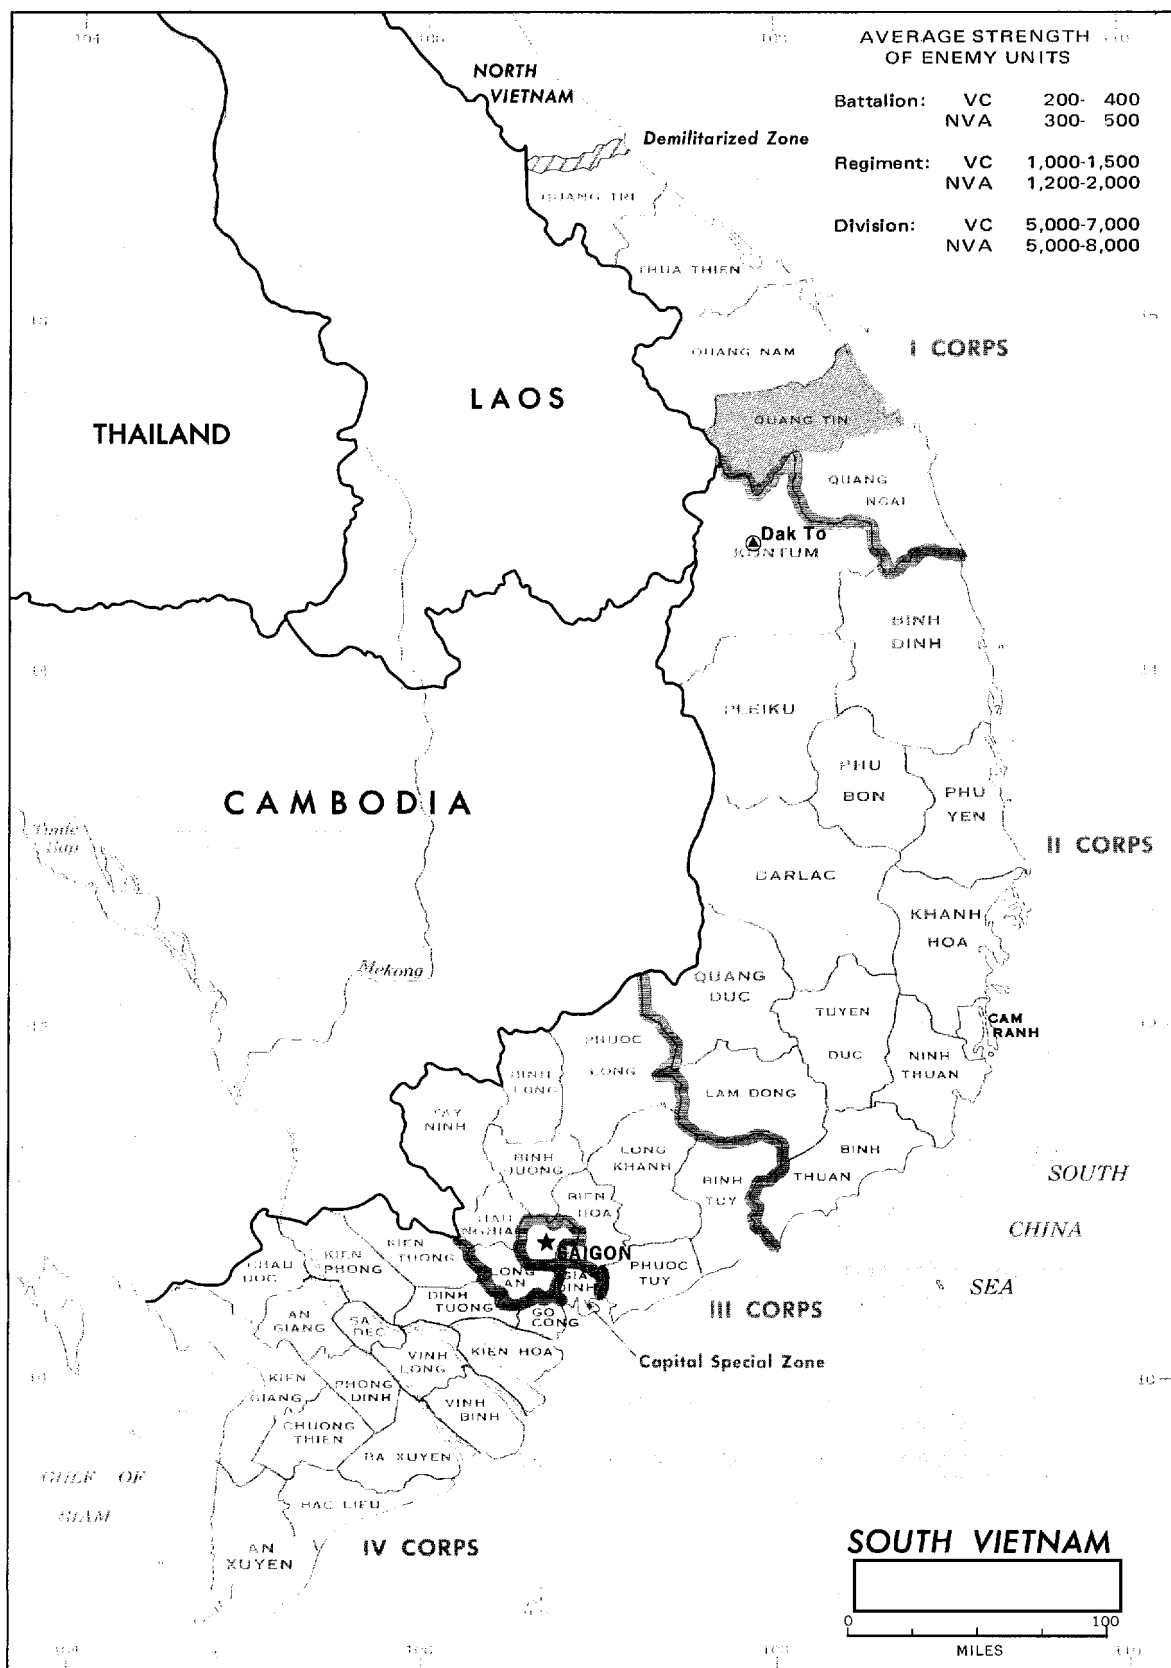 AVERAGE STRENGTH
OF ENEMY UNITS
Battalion: VC 200- 400
NVA 300- 500
Regiment: VC 1,000-1,500
NVA 1,200-2,000
Division: VC 5,000-7,000
NVA 5,000-8,000
104
106
NORTH
VIETNAM
Demilitarized Zone
QUANG TRI
THUA THIEN
QUANG NAM
I CORPS
LAOS
THAILAND
QUANG TIN
QUANG
NGAI
Dak To
KONTUM
BINH
DINH
PLEIKU
PHU
BON
PHU
YEN
CAMBODIA
II CORPS
DARLAC
KHANH
HOA
Mekong
QUANG
DUC
TUYEN
DUC
CAM
RANH
NINH
THUAN
PHUOC
LONG
BINH
LONG
LAM DONG
TAY
NINH
BINH
THUAN
LONG
KHANH
BINH
DUONG
BINH
TUY
BIEN
HOA
HAU
NGHIA
SOUTH
CHINA
SEA
SAIGON
KIEN
TUONG
KIEN
PHONG
CHAU
DOC
LONG
AN
GIA
DINH
PHUOC
TUY
DINH
TUONG
GO
CONG
III CORPS
AN
GIANG
SA
DEC
VINH
LONG
KIEN HOA
Capital Special Zone
KIEN
GIANG
PHONG
DINH
VINH
BINH
CHUONG
THIEN
BA XUYEN
GULF OF
SIAM
BAC LIEU
AN
XUYEN
IV CORPS
SOUTH VIETNAM
0 100
MILES
104
106